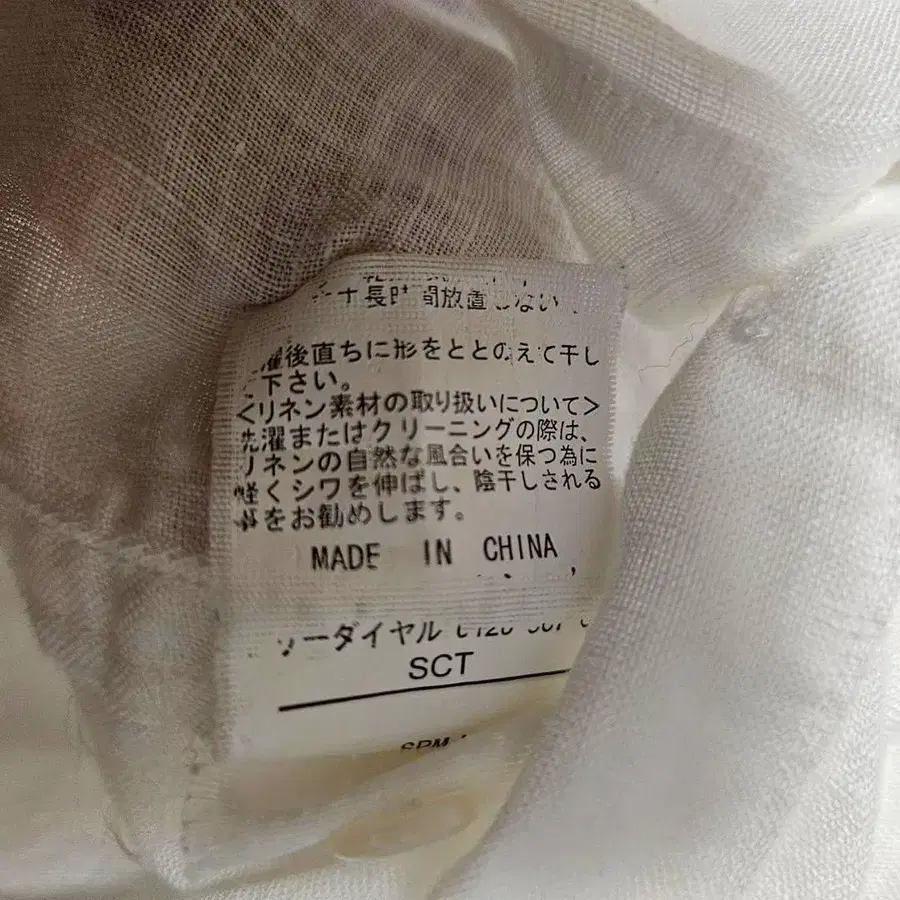 長時間放置しない
濯後直ちに形をととのえて干し
下さい。
<リネン素材の取り扱いについて>
洗濯またはクリーニングの際は、
リネンの自然な風合いを保つ為に
軽くシワを伸ばし、陰干しされる
事をお勧めします。
MADE IN CHINA
リーダイヤル
SCT